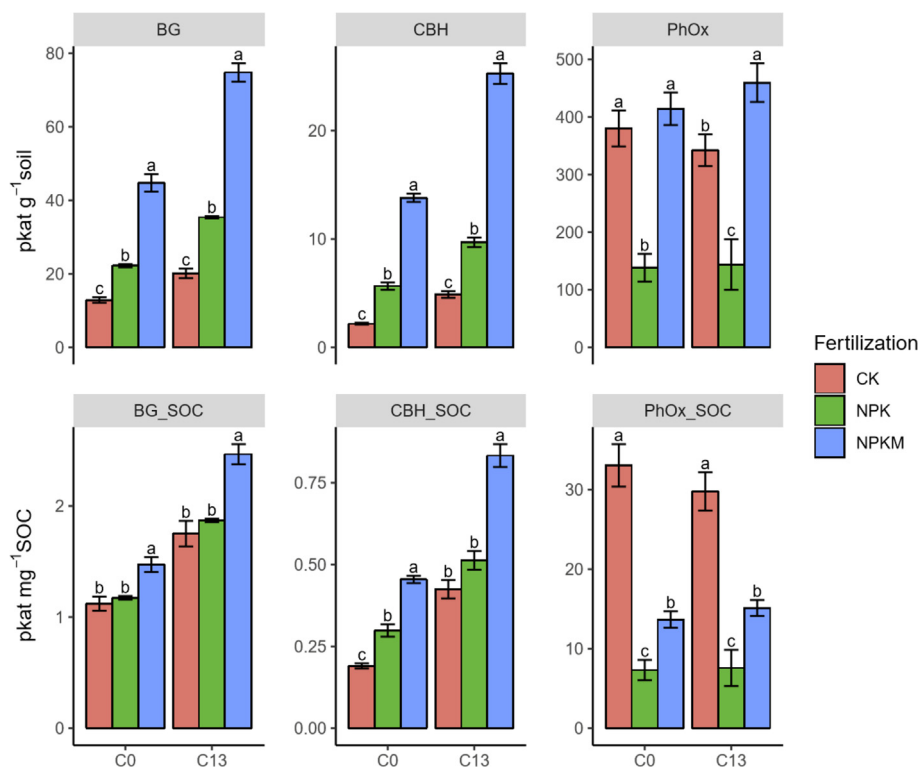 BG
CBH
PhOx
pkat g⁻¹soil
80
60
40
20
0
c
b
a
c
b
a
20
10
0
c
b
a
c
b
a
500
400
300
200
100
0
a
b
a
b
c
a
BG_SOC
CBH_SOC
PhOx_SOC
pkat mg⁻¹SOC
2
1
0
b
b
a
b
b
a
C0
C13
0.75
0.50
0.25
0.00
c
b
a
b
b
a
C0
C13
30
20
10
0
a
c
b
a
c
b
C0
C13
Fertilization
CK
NPK
NPKM